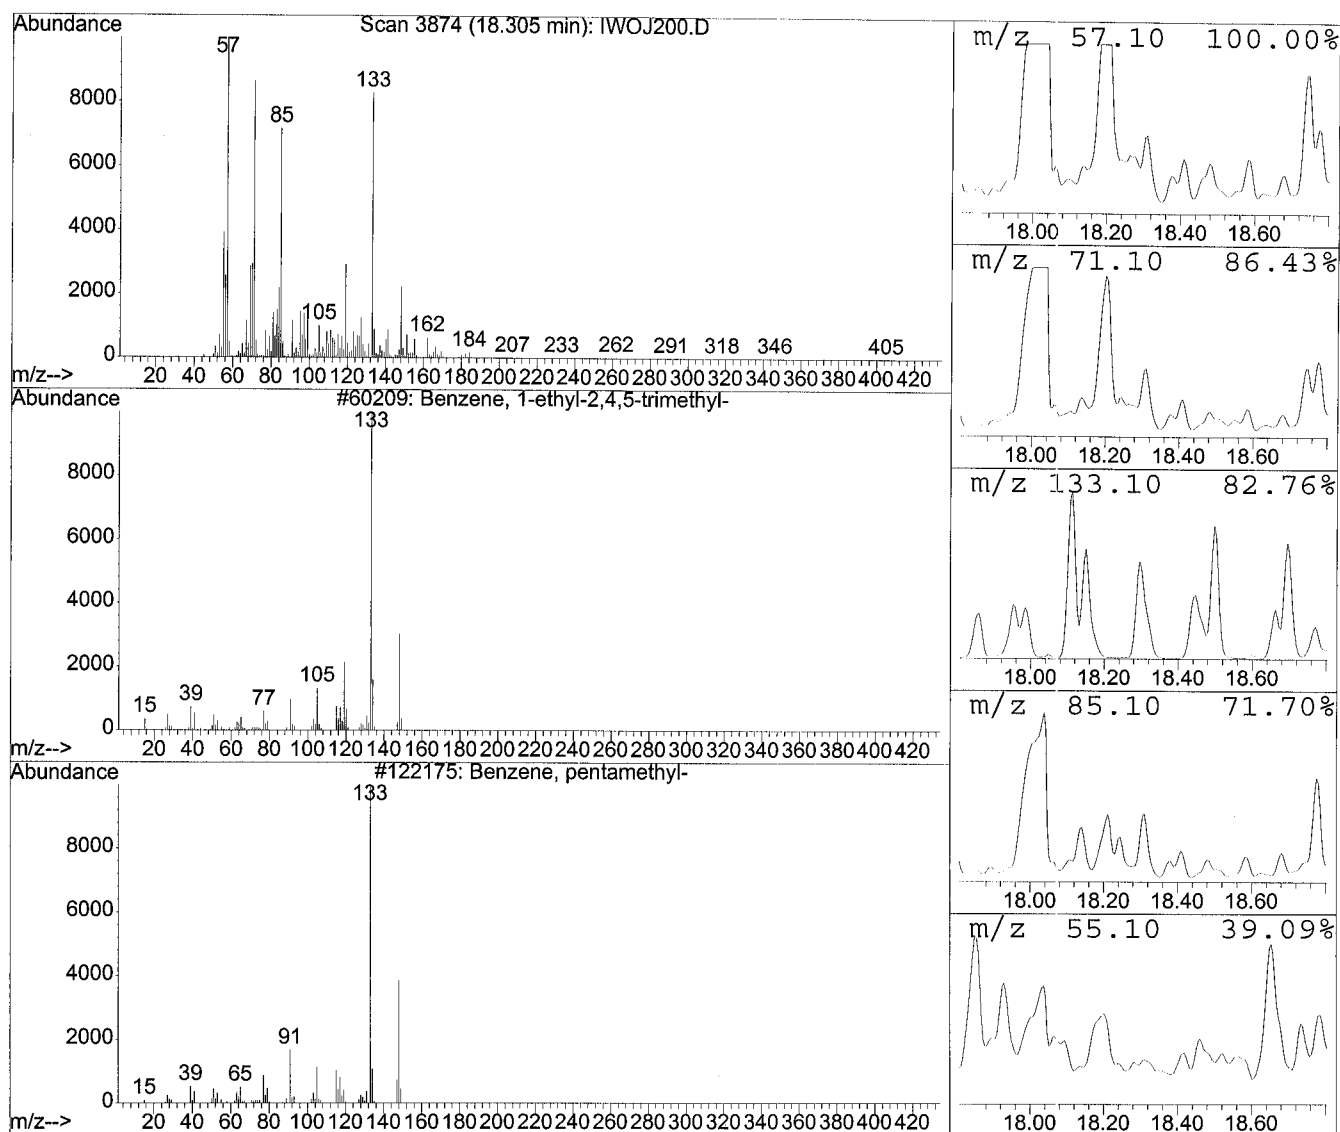 Abundance
Scan 3874 (18.305 min): IWOJ200.D
57
133
85
8000
6000
4000
2000
0
105
162
184 207 233 262 291 318 346 405
m/z-->
20 40 60 80 100 120 140 160 180 200 220 240 260 280 300 320 340 360 380 400 420
Abundance
#60209: Benzene, 1-ethyl-2,4,5-trimethyl-
133
8000
6000
4000
2000
0
15 39 77 105
m/z-->
20 40 60 80 100 120 140 160 180 200 220 240 260 280 300 320 340 360 380 400 420
Abundance
#122175: Benzene, pentamethyl-
133
8000
6000
4000
2000
0
15 39 65 91
m/z-->
20 40 60 80 100 120 140 160 180 200 220 240 260 280 300 320 340 360 380 400 420
m/z 57.10 100.00%
18.00 18.20 18.40 18.60
m/z 71.10 86.43%
18.00 18.20 18.40 18.60
m/z 133.10 82.76%
18.00 18.20 18.40 18.60
m/z 85.10 71.70%
18.00 18.20 18.40 18.60
m/z 55.10 39.09%
18.00 18.20 18.40 18.60